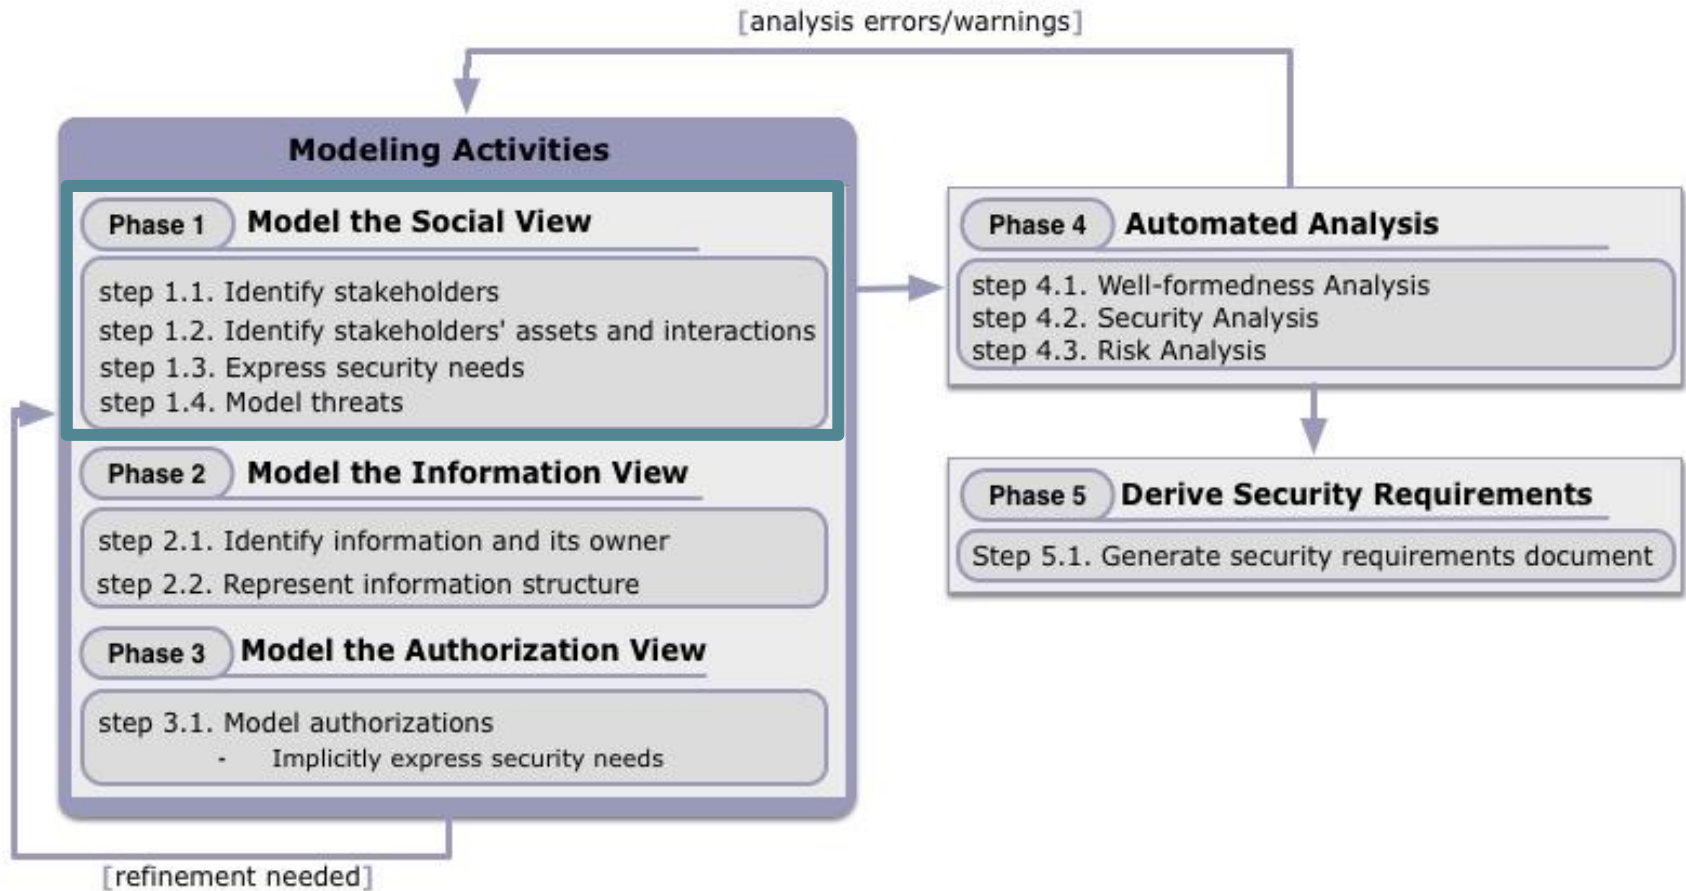 [analysis errors/warnings]
Modeling Activities
Phase 1 Model the Social View
step 1.1. Identify stakeholders
step 1.2. Identify stakeholders' assets and interactions
step 1.3. Express security needs
step 1.4. Model threats
Phase 2 Model the Information View
step 2.1. Identify information and its owner
step 2.2. Represent information structure
Phase 3 Model the Authorization View
step 3.1. Model authorizations
- Implicitly express security needs
[refinement needed]
Phase 4 Automated Analysis
step 4.1. Well-formedness Analysis
step 4.2. Security Analysis
step 4.3. Risk Analysis
Phase 5 Derive Security Requirements
Step 5.1. Generate security requirements document